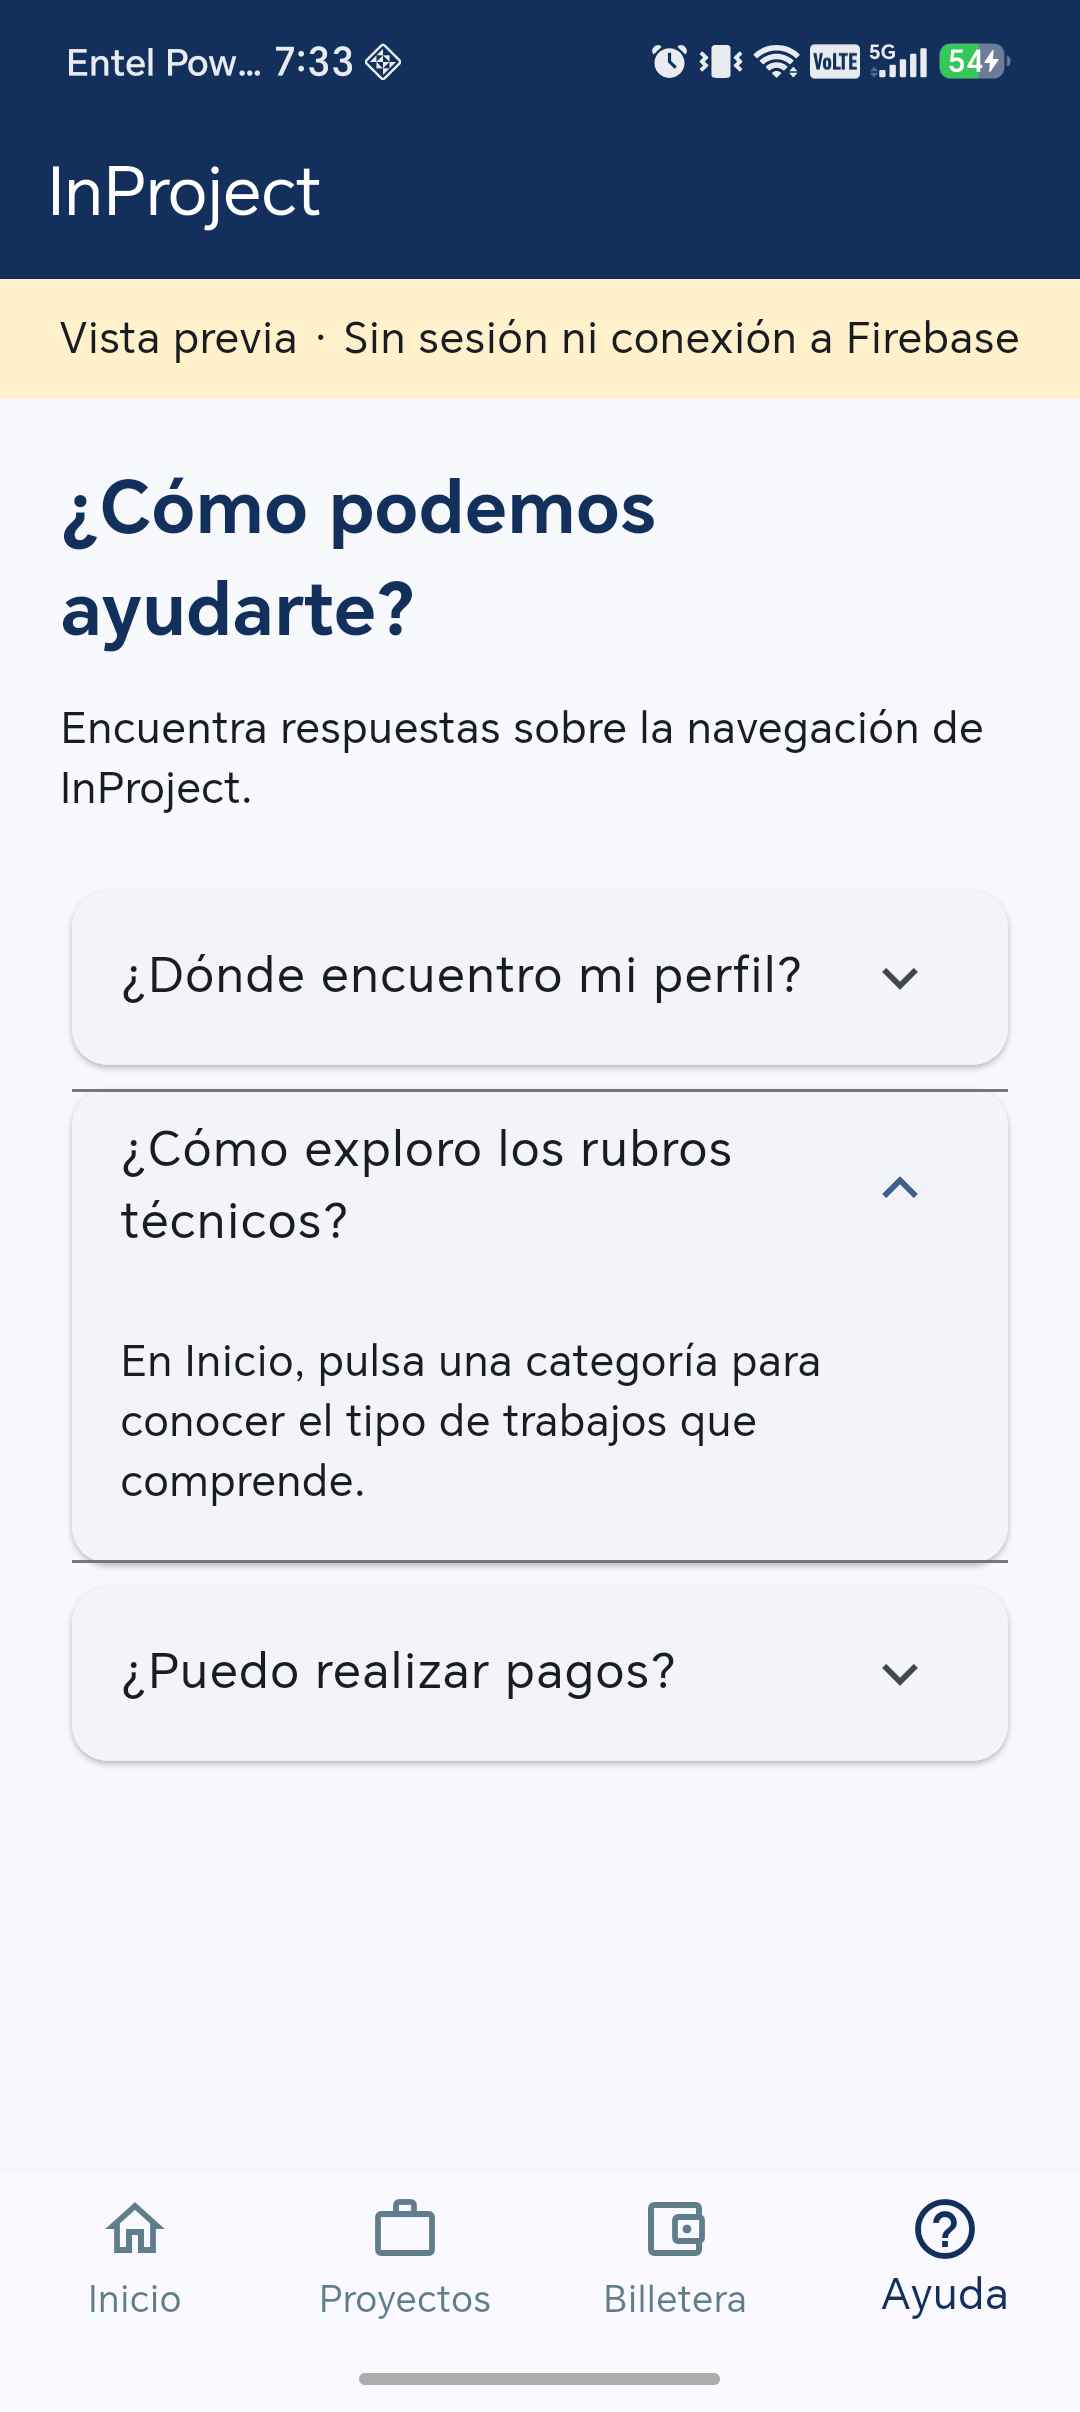 Entel Pow... 7:33 VoLTE 5G 54
InProject
Vista previa · Sin sesión ni conexión a Firebase
¿Cómo podemos
ayudarte?
Encuentra respuestas sobre la navegación de
InProject.
¿Dónde encuentro mi perfil?
¿Cómo exploro los rubros
técnicos?
En Inicio, pulsa una categoría para
conocer el tipo de trabajos que
comprende.
¿Puedo realizar pagos?
Inicio Proyectos Billetera Ayuda